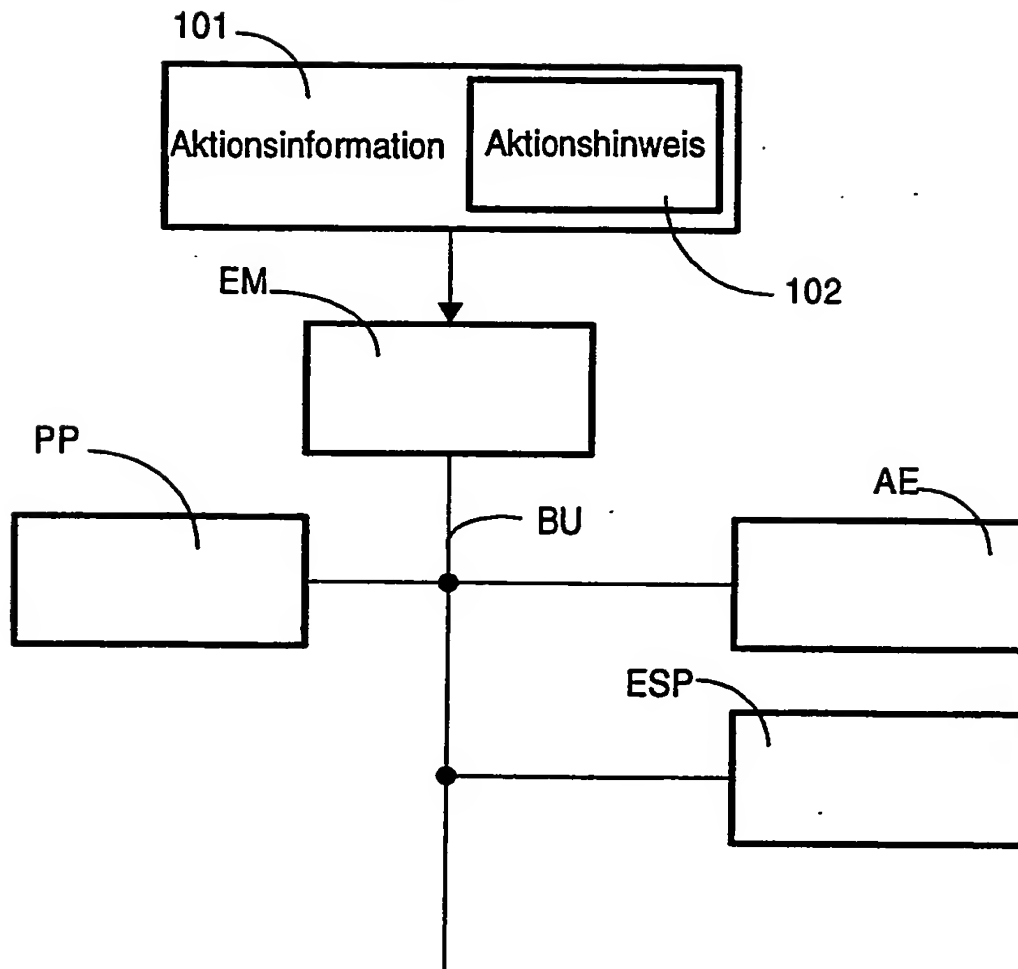 101
Aktionsinformation
Aktionshinweis
102
EM
PP
BU
AE
ESP